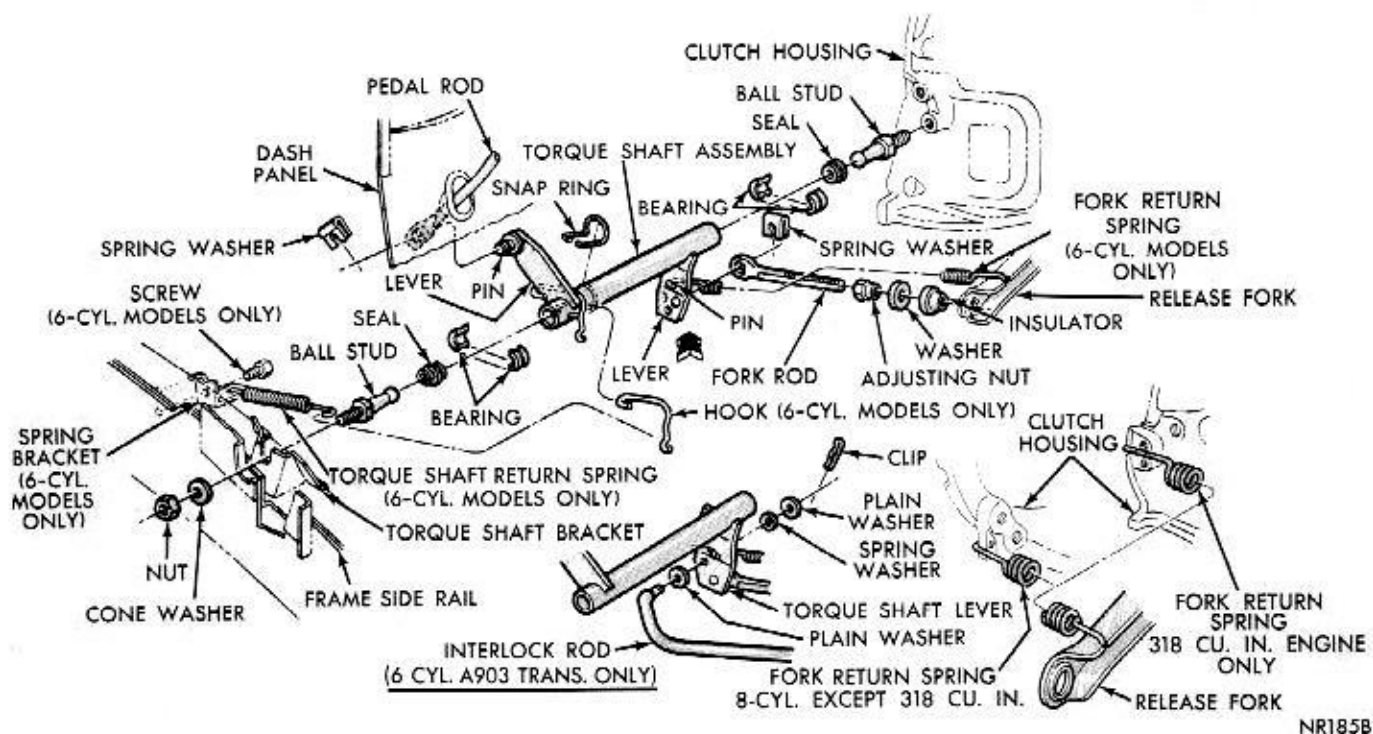 CLUTCH HOUSING
BALL STUD
SEAL
PEDAL ROD
TORQUE SHAFT ASSEMBLY
DASH
PANEL
SNAP RING
BEARING
FORK RETURN
SPRING
(6-CYL. MODELS
ONLY)
SPRING WASHER
SPRING WASHER
LEVER
PIN
RELEASE FORK
SCREW
(6-CYL. MODELS ONLY)
PIN
INSULATOR
SEAL
BALL STUD
WASHER
LEVER
FORK ROD
ADJUSTING NUT
BEARING
HOOK (6-CYL. MODELS ONLY)
SPRING
BRACKET
(6-CYL.
MODELS
ONLY)
CLUTCH
HOUSING
CLIP
TORQUE SHAFT RETURN SPRING
(6-CYL. MODELS ONLY)
PLAIN
WASHER
TORQUE SHAFT BRACKET
SPRING
WASHER
NUT
FRAME SIDE RAIL
CONE WASHER
TORQUE SHAFT LEVER
PLAIN WASHER
FORK RETURN
SPRING
318 CU. IN. ENGINE
ONLY
INTERLOCK ROD
(6 CYL. A903 TRANS. ONLY)
FORK RETURN SPRING
8-CYL. EXCEPT 318 CU. IN.
RELEASE FORK
NR185B